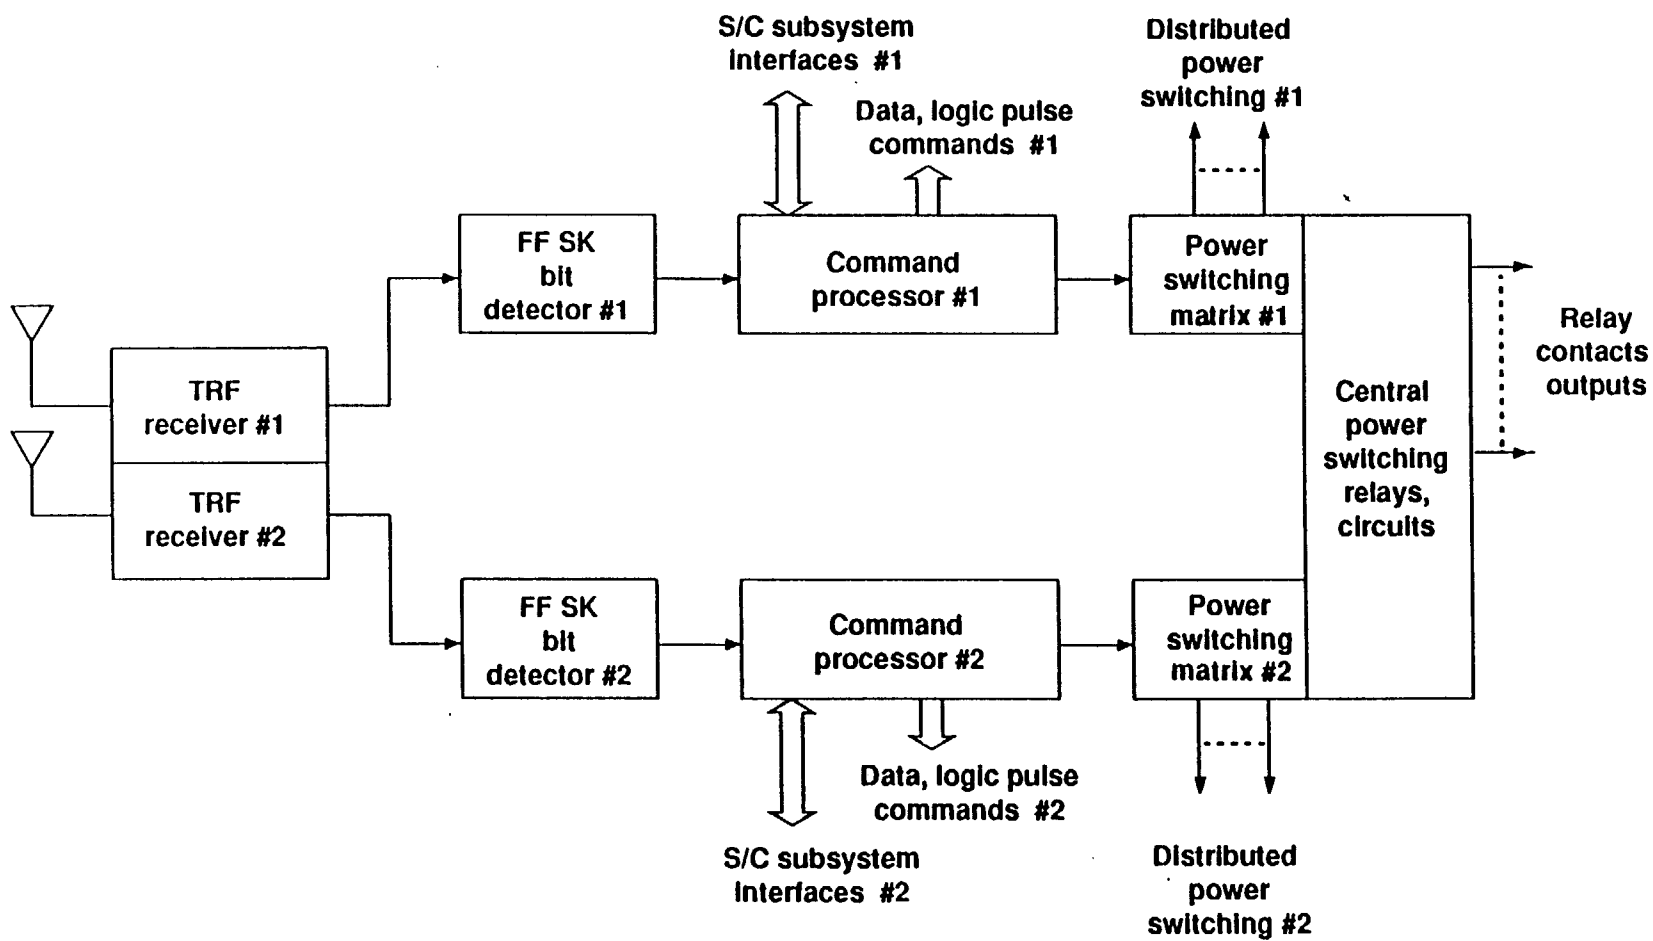 S/C subsystem
interfaces #1
Distributed
power
switching #1
Data, logic pulse
commands #1
FF SK
bit
detector #1
Command
processor #1
Power
switching
matrix #1
TRF
receiver #1
TRF
receiver #2
Central
power
switching
relays,
circuits
Relay
contacts
outputs
FF SK
bit
detector #2
Command
processor #2
Power
switching
matrix #2
Data, logic pulse
commands #2
S/C subsystem
interfaces #2
Distributed
power
switching #2